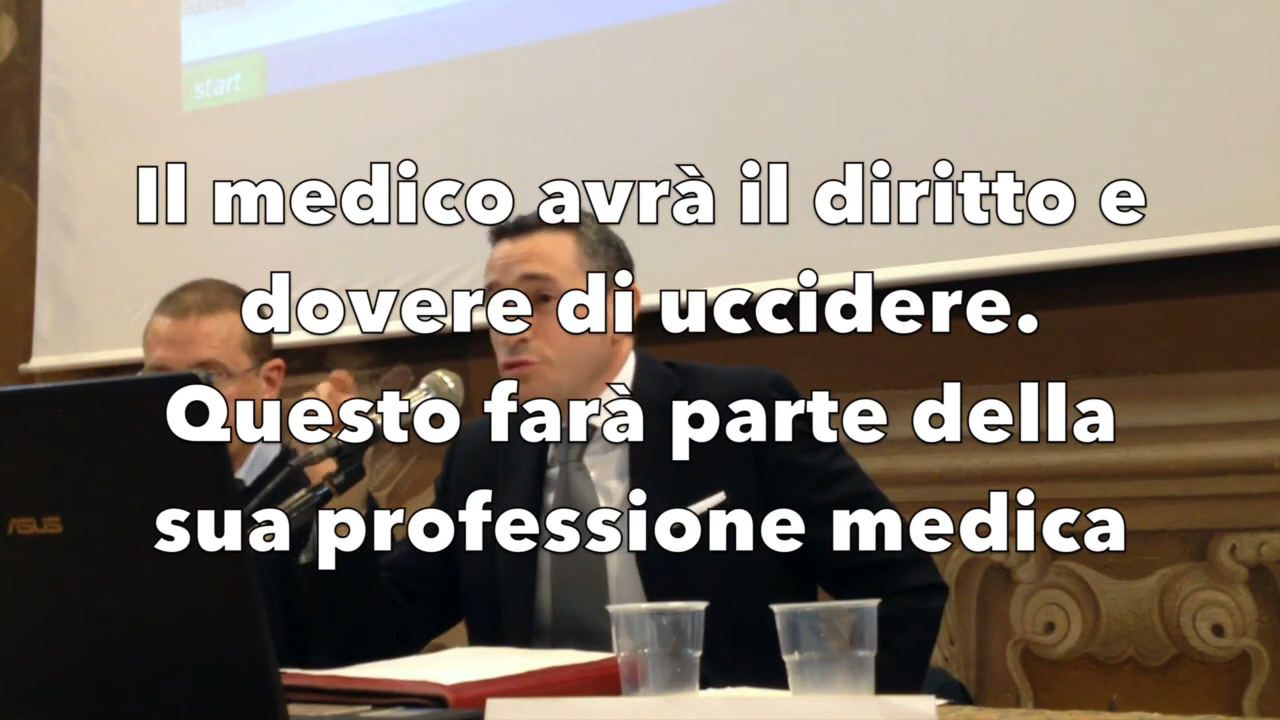 start
Il medico avrà il diritto e
dovere di uccidere.
Questo farà parte della
sua professione medica
ASUS